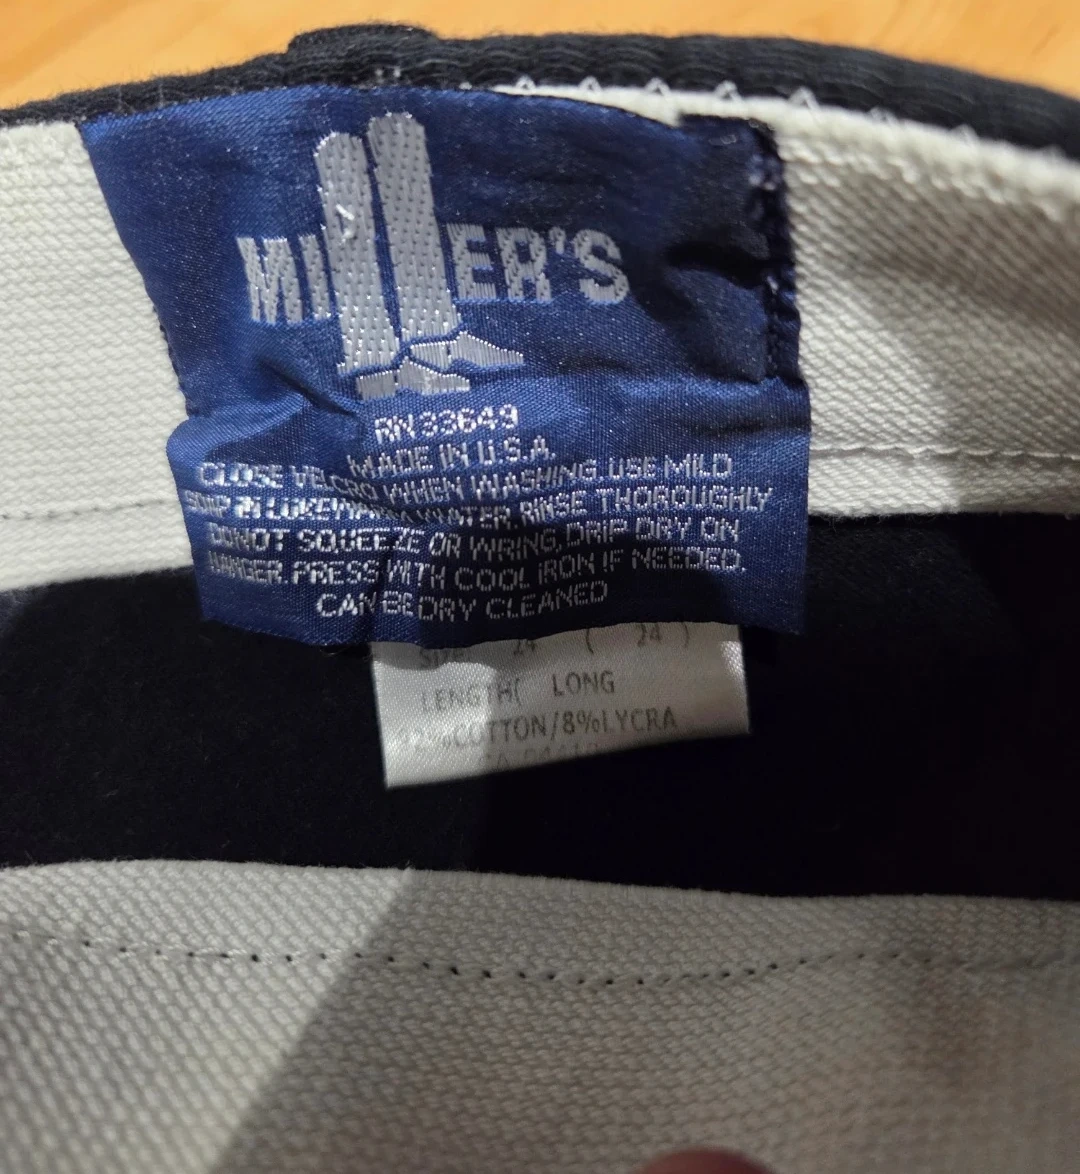 MILLER'S
RN 33649
MADE IN U.S.A.
CLOSE VELCRO WHEN WASHING. USE MILD
SOAP IN LUKEWARM WATER. RINSE THOROUGHLY
DO NOT SQUEEZE OR WRING, DRIP DRY ON
HANGER PRESS WITH COOL IRON IF NEEDED.
CAN BE DRY CLEANED
SIZE ( 24 )
LENGTH( LONG
COTTON/8%LYCRA